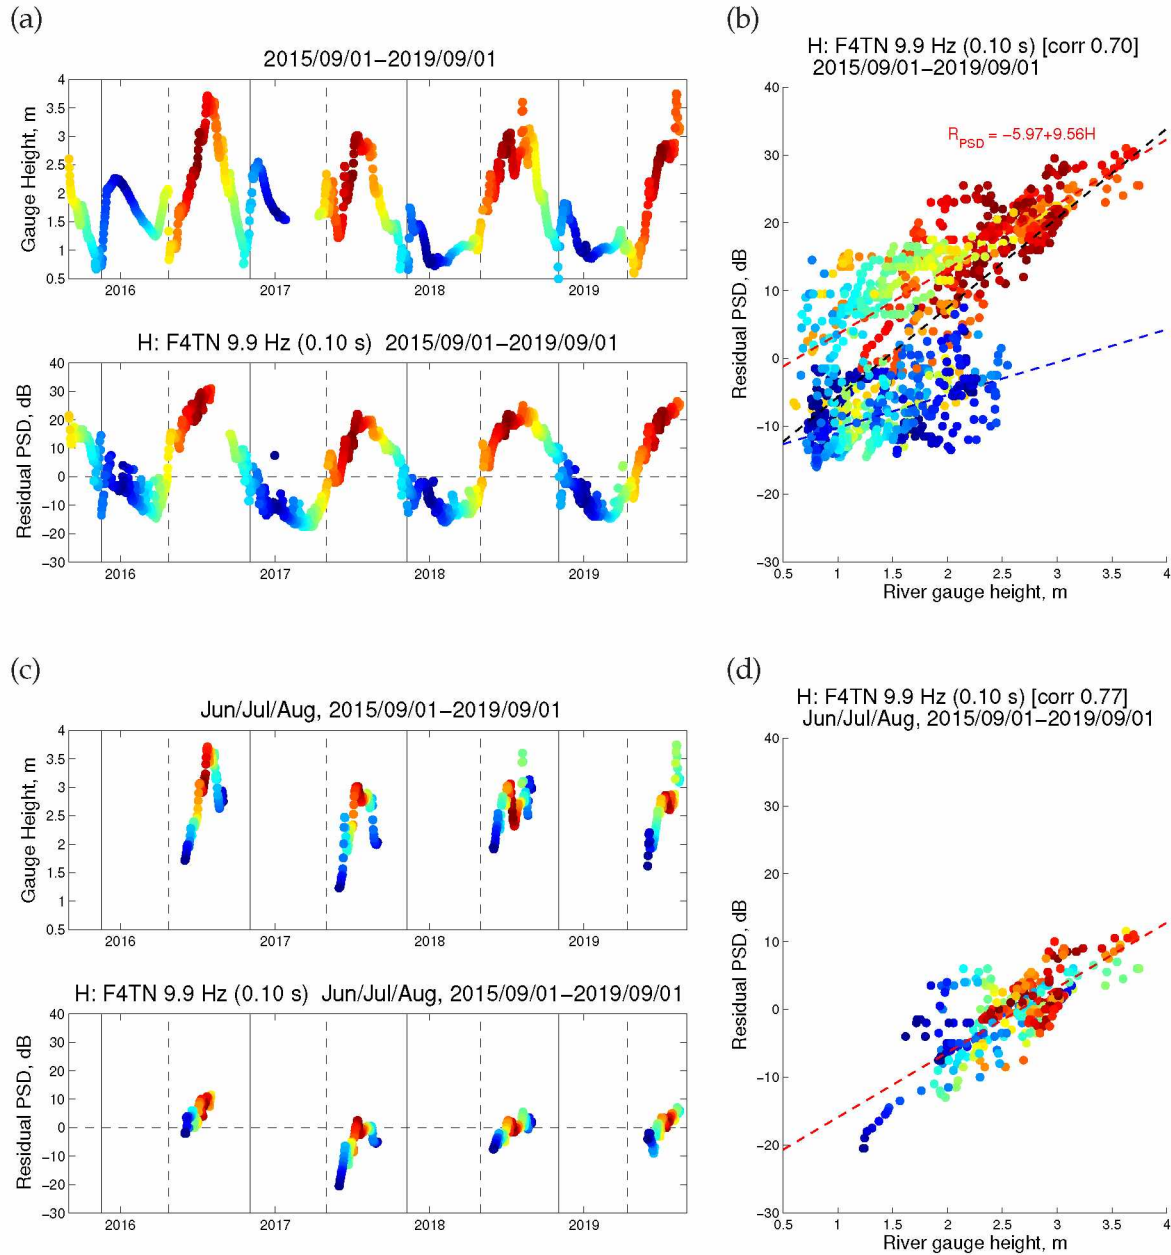 (a)
2015/09/01−2019/09/01
Gauge Height, m
4
3.5
3
2.5
2
1.5
1
0.5
2016 2017 2018 2019
H: F4TN 9.9 Hz (0.10 s) 2015/09/01−2019/09/01
Residual PSD, dB
40
30
20
10
0
−10
−20
−30
2016 2017 2018 2019
(b)
H: F4TN 9.9 Hz (0.10 s) [corr 0.70]
2015/09/01−2019/09/01
R_PSD = −5.97+9.56H
Residual PSD, dB
40
30
20
10
0
−10
−20
−30
0.5 1 1.5 2 2.5 3 3.5 4
River gauge height, m
(c)
Jun/Jul/Aug, 2015/09/01−2019/09/01
Gauge Height, m
4
3.5
3
2.5
2
1.5
1
0.5
2016 2017 2018 2019
H: F4TN 9.9 Hz (0.10 s) Jun/Jul/Aug, 2015/09/01−2019/09/01
Residual PSD, dB
40
30
20
10
0
−10
−20
−30
2016 2017 2018 2019
(d)
H: F4TN 9.9 Hz (0.10 s) [corr 0.77]
Jun/Jul/Aug, 2015/09/01−2019/09/01
Residual PSD, dB
40
30
20
10
0
−10
−20
−30
0.5 1 1.5 2 2.5 3 3.5 4
River gauge height, m